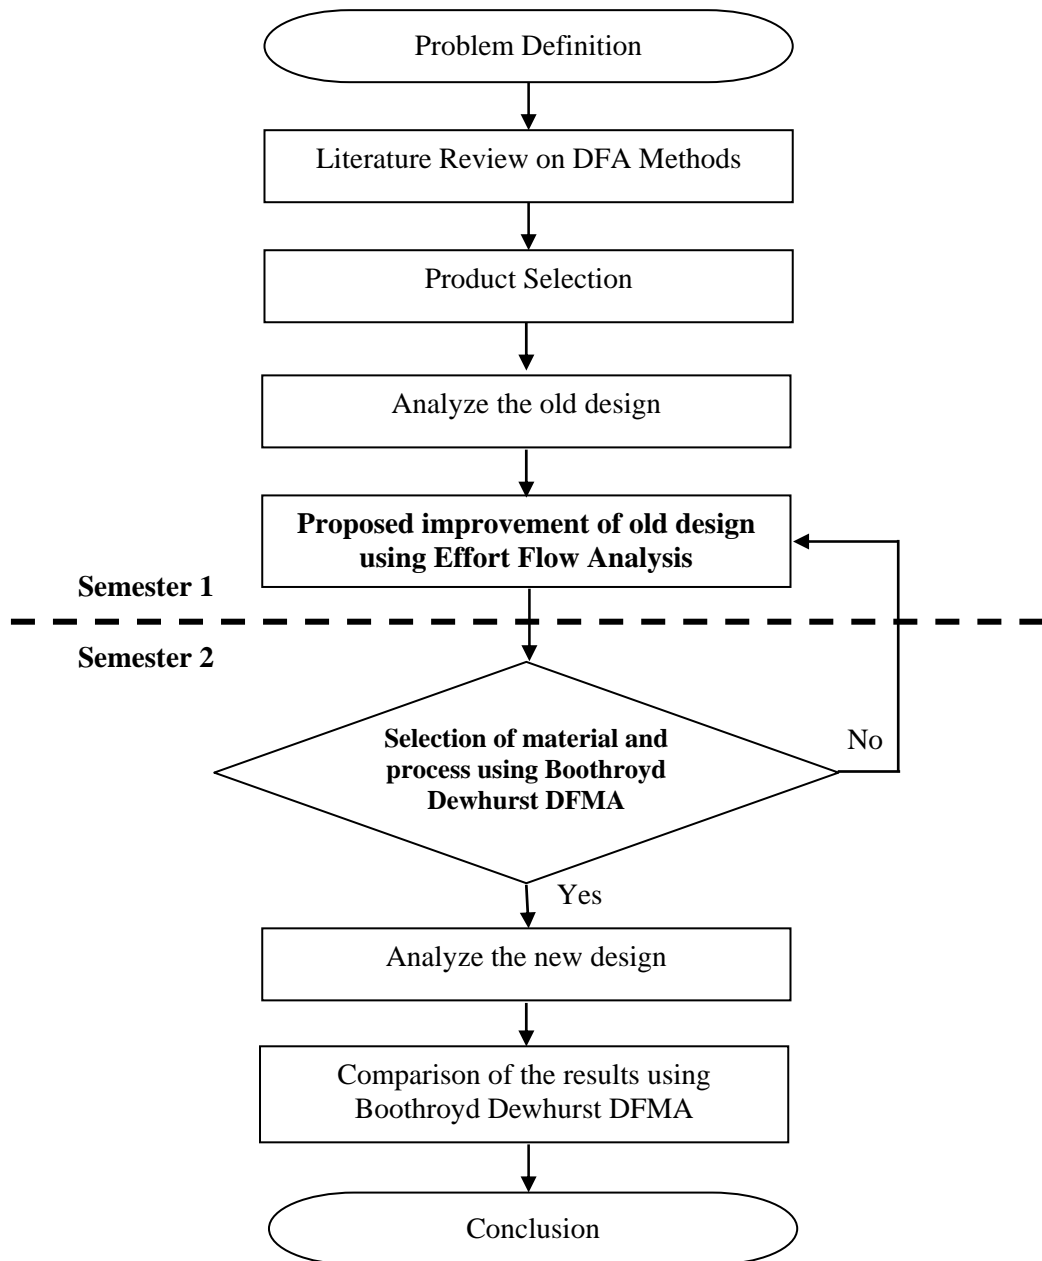 Problem Definition
Literature Review on DFA Methods
Product Selection
Analyze the old design
Proposed improvement of old design
using Effort Flow Analysis
Semester 1
Semester 2
Selection of material and
process using Boothroyd
Dewhurst DFMA
No
Yes
Analyze the new design
Comparison of the results using
Boothroyd Dewhurst DFMA
Conclusion